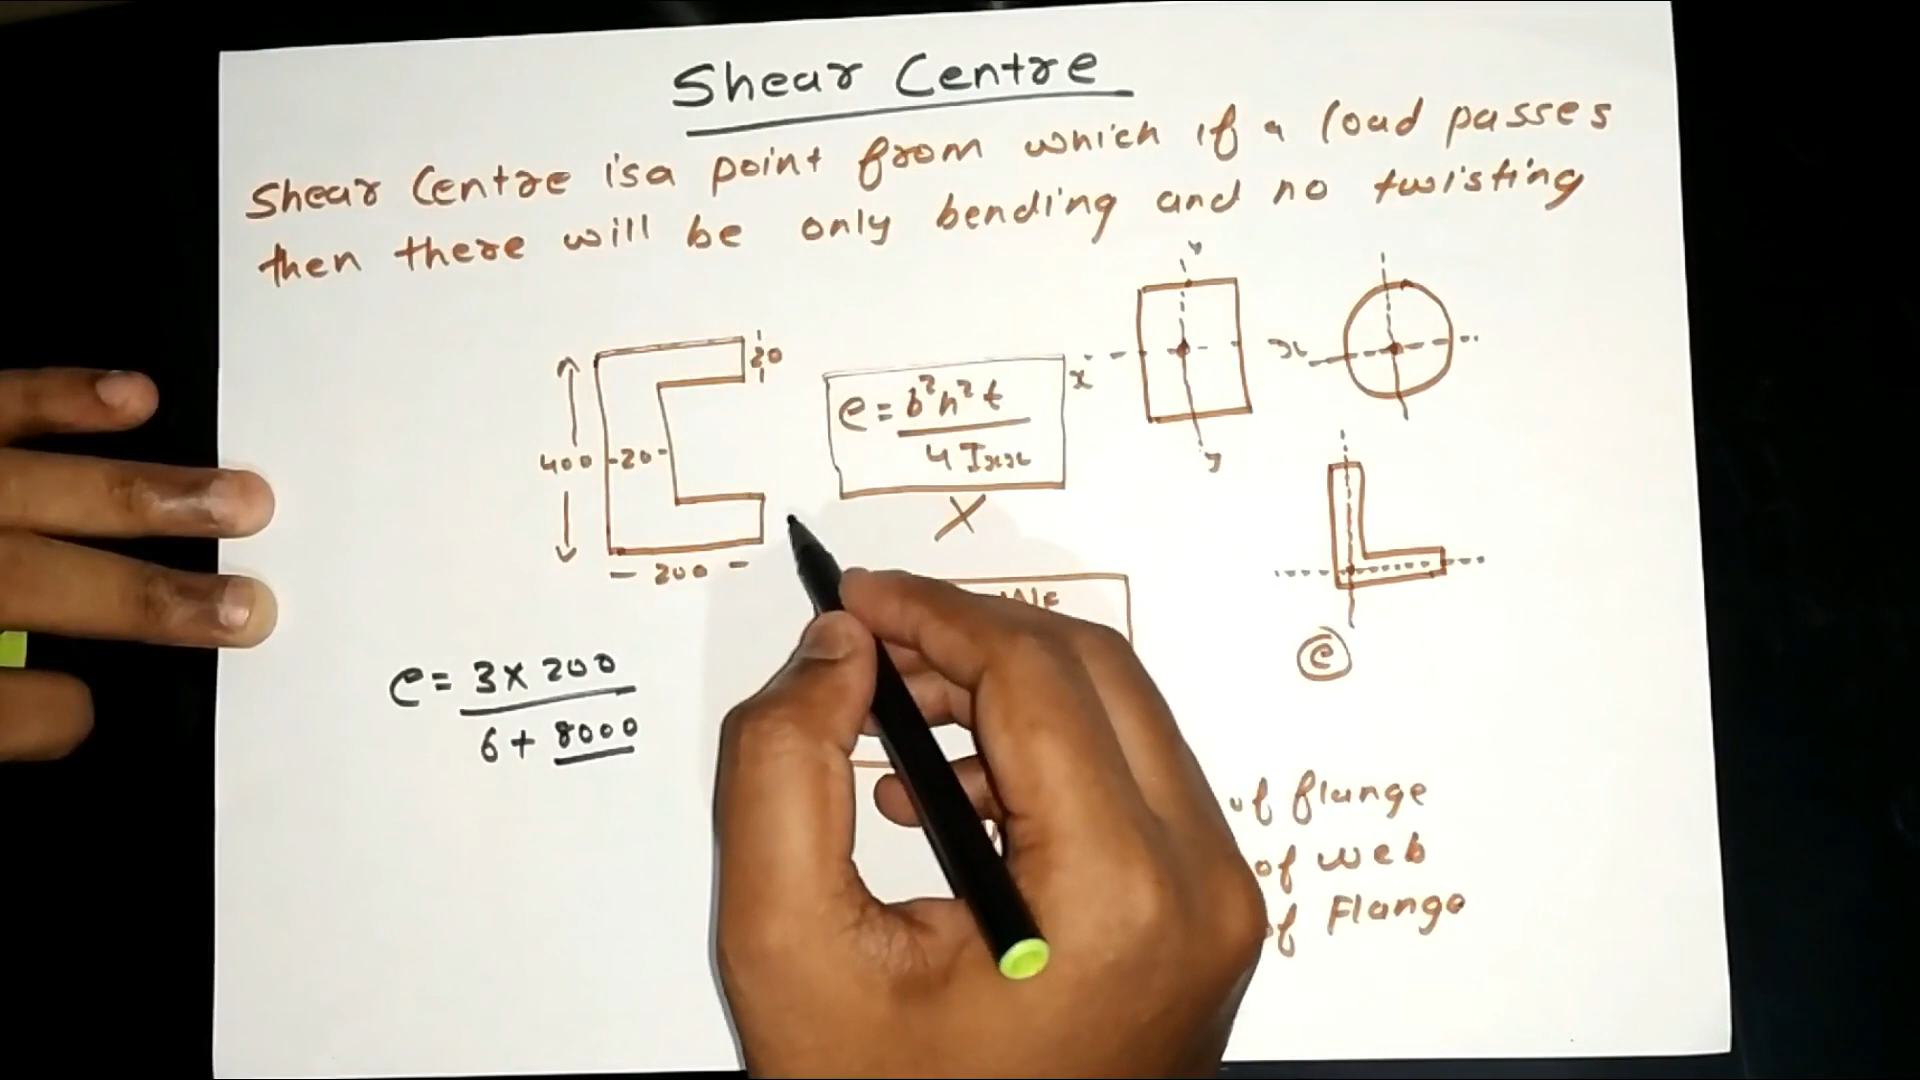 Shear Centre
Shear Centre is a point from which if a load passes
then there will be only bending and no twisting
20
400
20
200
e = b²h²t
4 Ixx
X
y
x
x
y
e
e = 3 x 200
6 + 8000
of flange
of web
of Flange